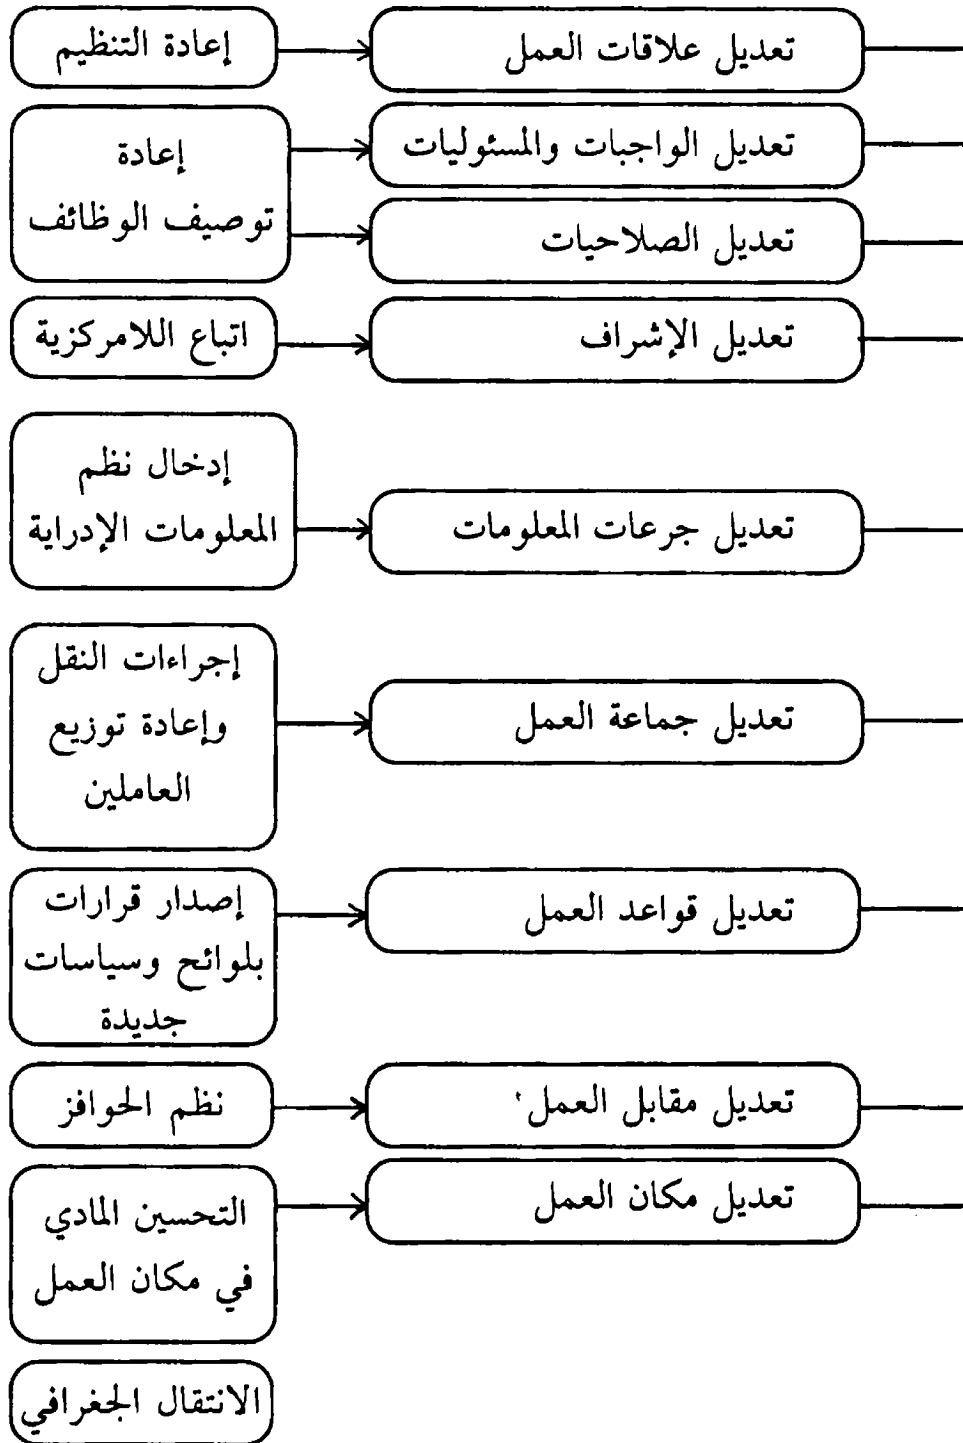 تعديل علاقات العمل
إعادة التنظيم
تعديل الواجبات والمسئوليات
إعادة
توصيف الوظائف
تعديل الصلاحيات
تعديل الإشراف
اتباع اللامركزية
إدخال نظم
المعلومات الإدراية
تعديل جرعات المعلومات
إجراءات النقل
وإعادة توزيع
العاملين
تعديل جماعة العمل
تعديل قواعد العمل
إصدار قرارات
بلوائح وسياسات
جديدة
تعديل مقابل العمل
نظم الحوافز
تعديل مكان العمل
التحسين المادي
في مكان العمل
الانتقال الجغرافي